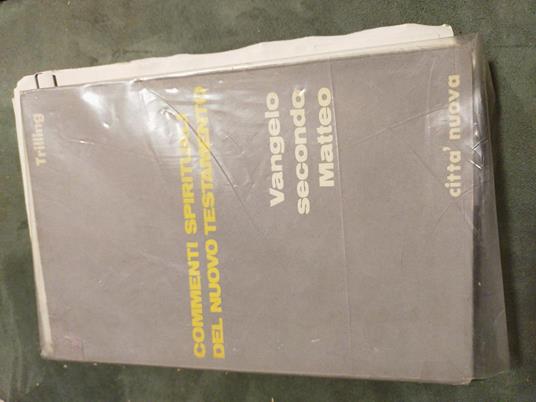 Trilling
COMMENTI SPIRITUALI
DEL NUOVO TESTAMENTO
Vangelo
secondo
Matteo
citta' nuova